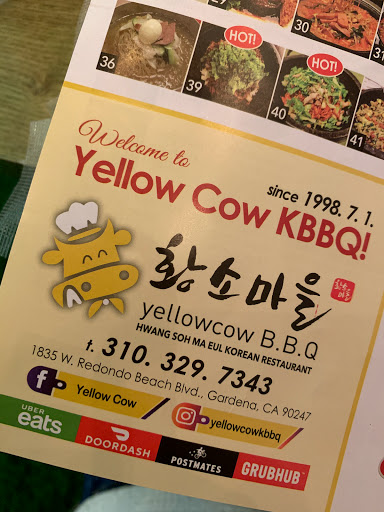 29
30
36
HOT!
39
HOT!
40
41
Welcome to
Yellow Cow KBBQ!
since 1998. 7. 1.
황소마을
yellowcow B.B.Q
HWANG SOH MA EUL KOREAN RESTAURANT
t. 310. 329. 7343
1835 W. Redondo Beach Blvd., Gardena, CA 90247
f Yellow Cow
yellowcowkbbq
UBER
eats
DOORDASH
POSTMATES
GRUBHUB